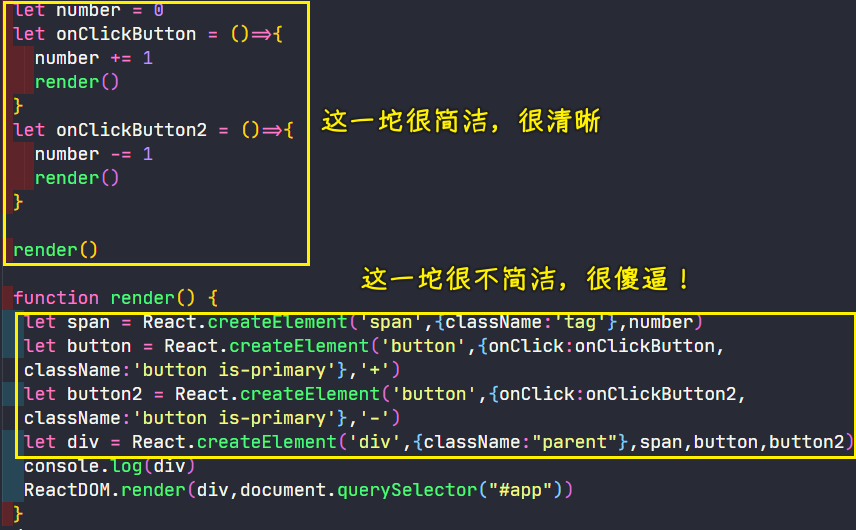 let number = 0
let onClickButton = ()=>{
number += 1
render()
}
let onClickButton2 = ()=>{
number -= 1
render()
}
这一坨很简洁，很清晰
render()
这一坨很不简洁，很傻逼！
function render() {
let span = React.createElement('span',{className:'tag'},number)
let button = React.createElement('button',{onClick:onClickButton,
className:'button is-primary'},'+')
let button2 = React.createElement('button',{onClick:onClickButton2,
className:'button is-primary'},'-')
let div = React.createElement('div',{className:"parent"},span,button,button2)
console.log(div)
ReactDOM.render(div,document.querySelector("#app"))
}